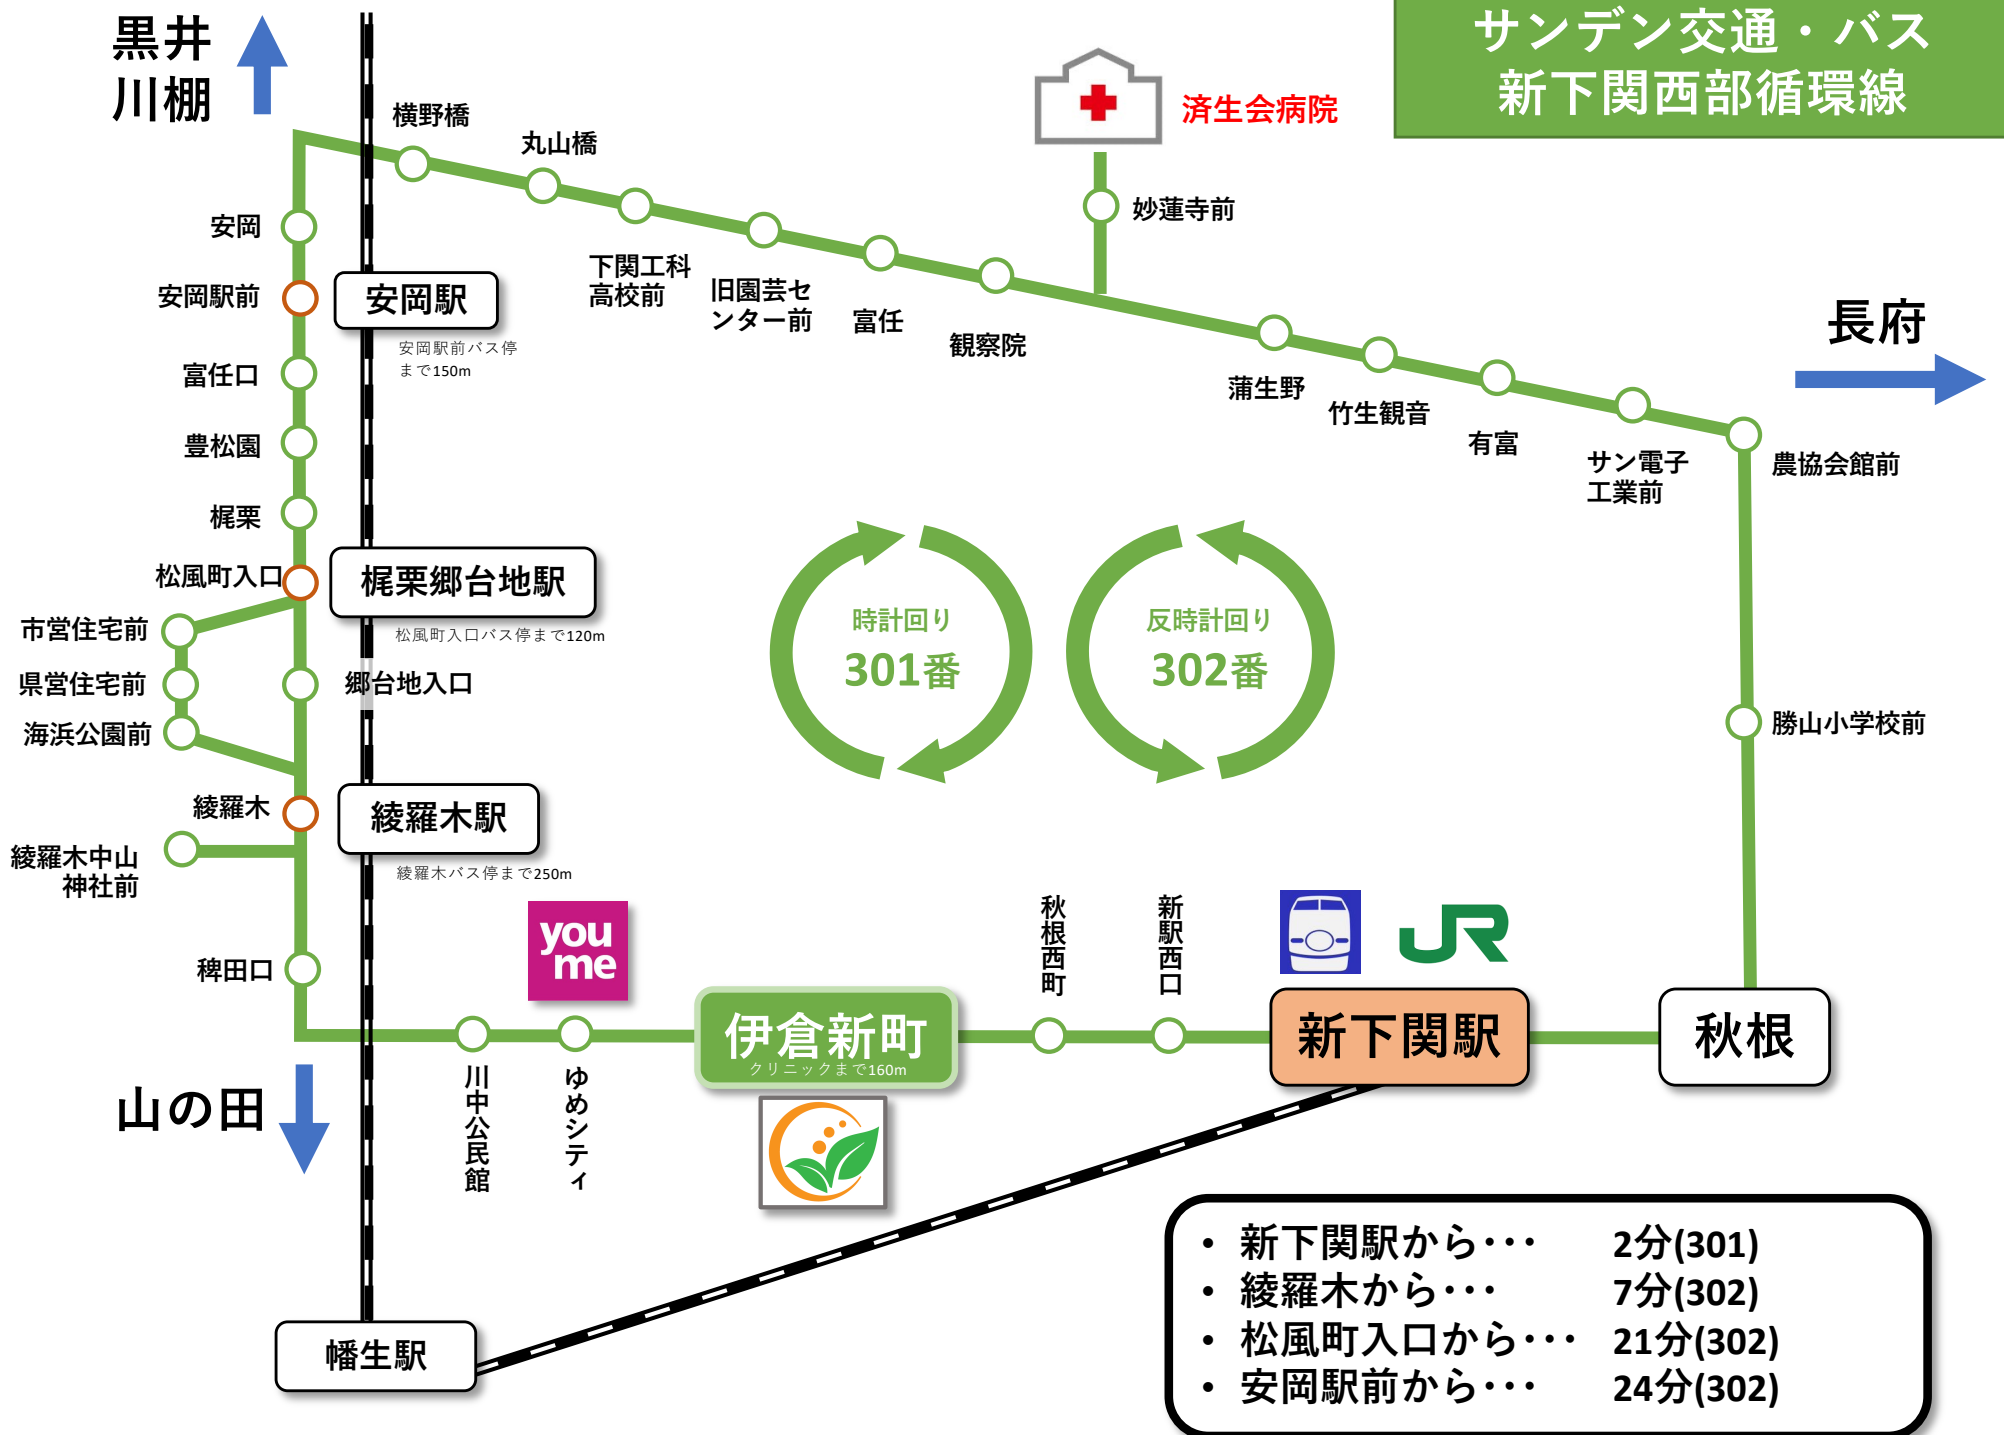 サンデン交通・バス
新下関西部循環線
黒井
川棚
横野橋
丸山橋
下関工科
高校前
旧園芸セ
ンター前
富任
観察院
済生会病院
妙蓮寺前
蒲生野
竹生観音
有富
サン電子
工業前
農協会館前
長府
勝山小学校前
安岡
安岡駅前
安岡駅
安岡駅前バス停
まで150m
富任口
豊松園
梶栗
松風町入口
梶栗郷台地駅
松風町入口バス停まで120m
市営住宅前
県営住宅前
海浜公園前
郷台地入口
綾羅木
綾羅木駅
綾羅木バス停まで250m
綾羅木中山
神社前
稗田口
時計回り
301番
反時計回り
302番
山の田
川中公民館
you
me
ゆめシティ
伊倉新町
クリニックまで160m
秋根西町
新駅西口
JR
新下関駅
秋根
幡生駅
• 新下関駅から・・・ 2分(301)
• 綾羅木から・・・ 7分(302)
• 松風町入口から・・・ 21分(302)
• 安岡駅前から・・・ 24分(302)